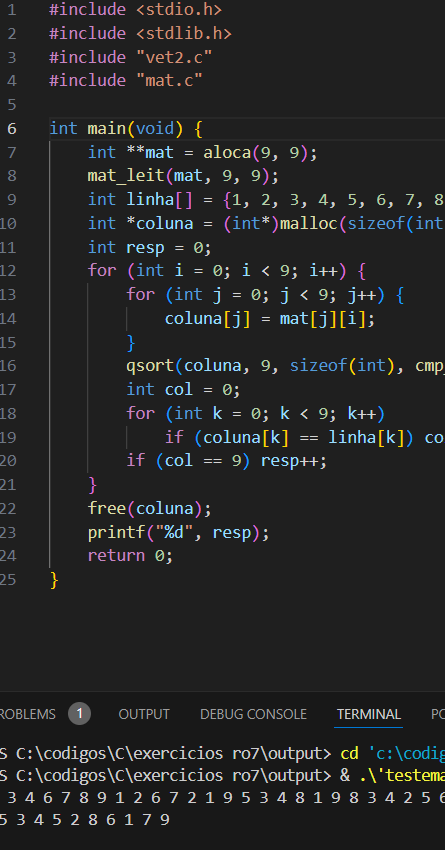 1 #include <stdio.h>
2 #include <stdlib.h>
3 #include "vet2.c"
4 #include "mat.c"
5
6 int main(void) {
7     int **mat = aloca(9, 9);
8     mat_leit(mat, 9, 9);
9     int linha[] = {1, 2, 3, 4, 5, 6, 7, 8
10     int *coluna = (int*)malloc(sizeof(int
11     int resp = 0;
12     for (int i = 0; i < 9; i++) {
13         for (int j = 0; j < 9; j++) {
14             coluna[j] = mat[j][i];
15         }
16         qsort(coluna, 9, sizeof(int), cmp_
17         int col = 0;
18         for (int k = 0; k < 9; k++)
19             if (coluna[k] == linha[k]) co
20         if (col == 9) resp++;
21     }
22     free(coluna);
23     printf("%d", resp);
24     return 0;
25 }
ROBLEMS 1 OUTPUT DEBUG CONSOLE TERMINAL PO
S C:\codigos\C\exercicios ro7\output> cd 'c:\codig
S C:\codigos\C\exercicios ro7\output> & .\'testema
3 4 6 7 8 9 1 2 6 7 2 1 9 5 3 4 8 1 9 8 3 4 2 5 6
5 3 4 5 2 8 6 1 7 9